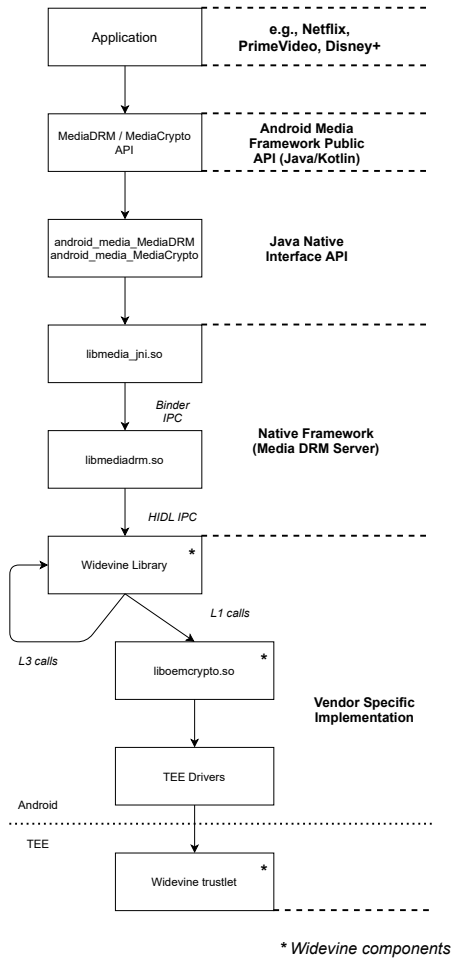 Application
e.g., Netflix,
PrimeVideo, Disney+
MediaDRM / MediaCrypto
API
Android Media
Framework Public
API (Java/Kotlin)
android_media_MediaDRM
android_media_MediaCrypto
Java Native
Interface API
libmedia_jni.so
Binder
IPC
Native Framework
(Media DRM Server)
libmediadrm.so
HIDL IPC
Widevine Library
*
L1 calls
L3 calls
liboemcrypto.so
*
Vendor Specific
Implementation
TEE Drivers
Android
TEE
Widevine trustlet
*
* Widevine components